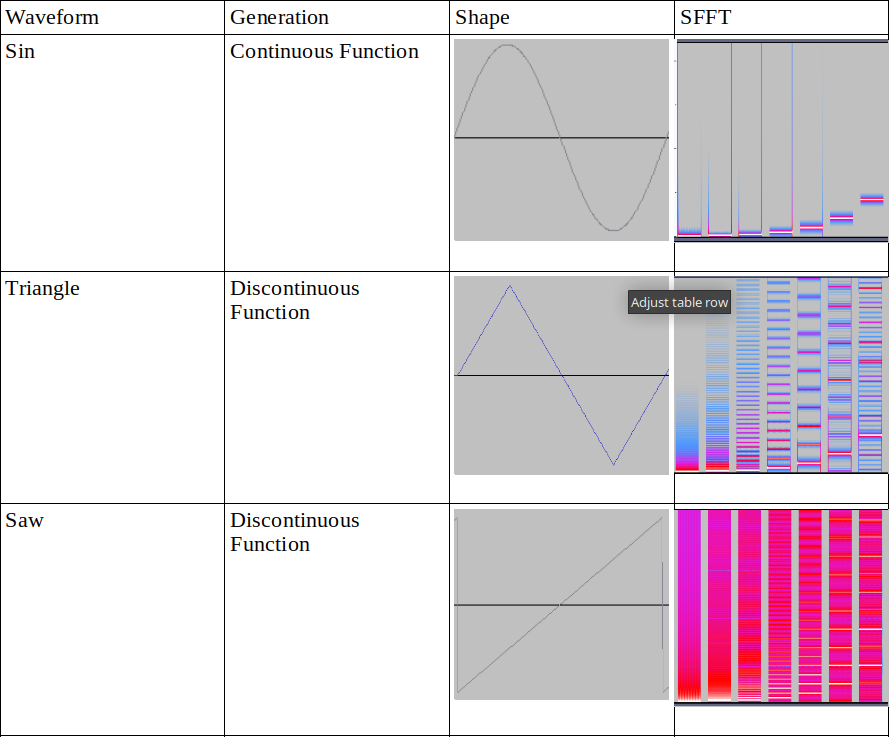 Waveform
Generation
Shape
SFFT
Sin
Continuous Function
Triangle
Discontinuous
Function
Adjust table row
Saw
Discontinuous
Function